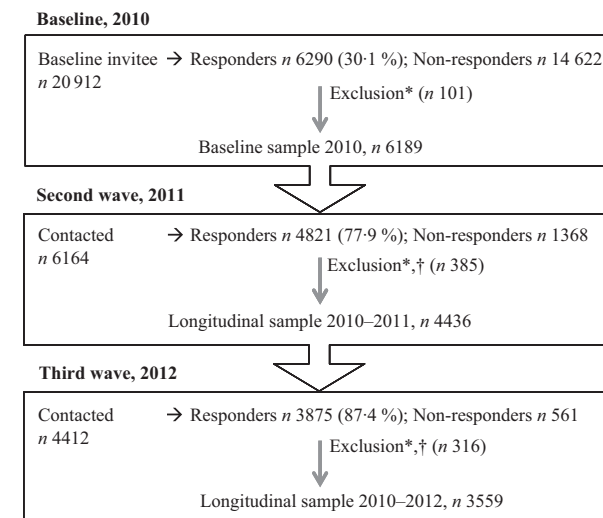 Baseline, 2010
Baseline invitee → Responders n 6290 (30·1 %); Non-responders n 14 622
n 20 912
Exclusion* (n 101)
Baseline sample 2010, n 6189
Second wave, 2011
Contacted → Responders n 4821 (77·9 %); Non-responders n 1368
n 6164
Exclusion*,† (n 385)
Longitudinal sample 2010–2011, n 4436
Third wave, 2012
Contacted → Responders n 3875 (87·4 %); Non-responders n 561
n 4412
Exclusion*,† (n 316)
Longitudinal sample 2010–2012, n 3559